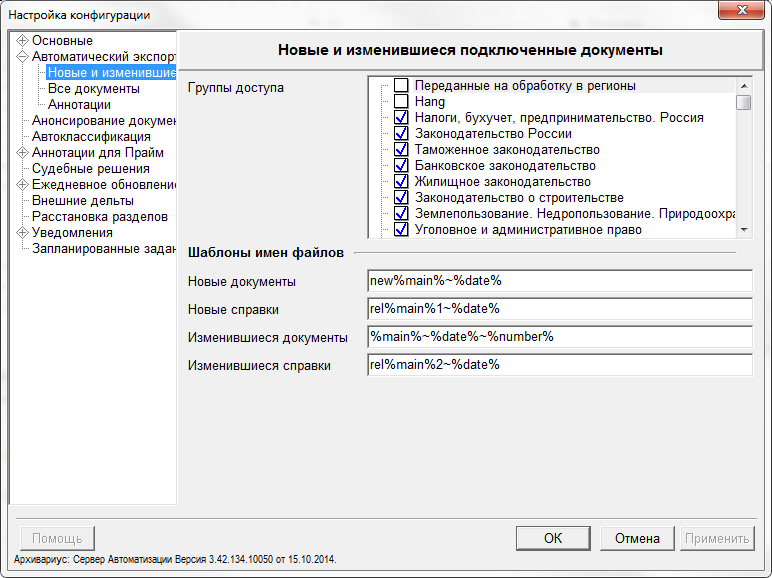 Настройка конфигурации
Основные
Автоматический экспорт
Новые и изменившие
Все документы
Аннотации
Анонсирование докумен
Автоклассификация
Аннотации для Прайм
Судебные решения
Ежедневное обновление
Внешние дельты
Расстановка разделов
Уведомления
Запланированные задан
Новые и изменившиеся подключенные документы
Группы доступа
Переданные на обработку в регионы
Hang
Налоги, бухучет, предпринимательство. Россия
Законодательство России
Таможенное законодательство
Банковское законодательство
Жилищное законодательство
Законодательство о строительстве
Землепользование. Недропользование. Природоохра
Уголовное и административное право
Шаблоны имен файлов
Новые документы new%main%~%date%
Новые справки rel%main%1~%date%
Изменившиеся документы %main%~%date%~%number%
Изменившиеся справки rel%main%2~%date%
Помощь OK Отмена Применить
Архивариус: Сервер Автоматизации Версия 3.42.134.10050 от 15.10.2014.